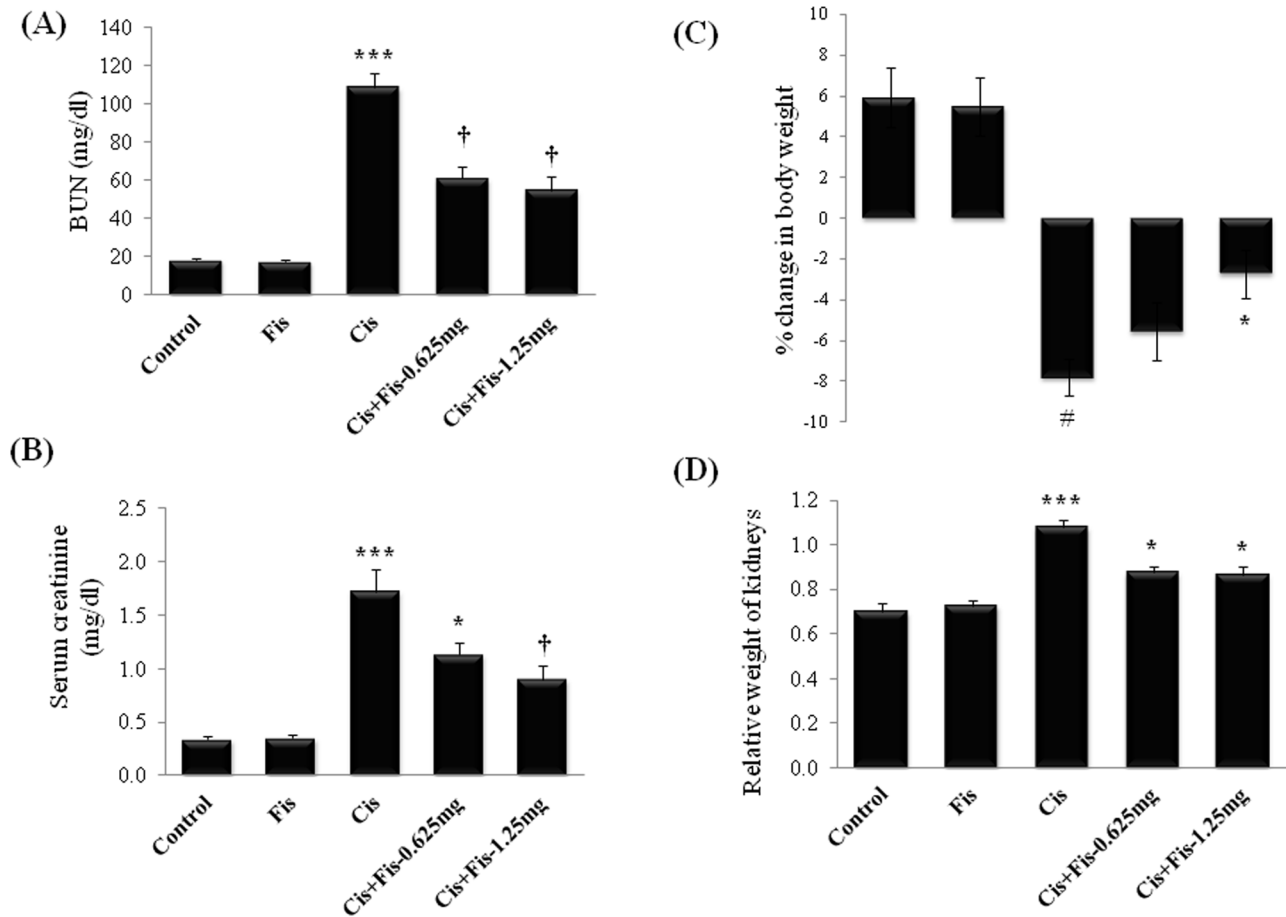 (A)
BUN (mg/dl)
140
120
100
80
60
40
20
0
***
†
†
Control
Fis
Cis
Cis+Fis-0.625mg
Cis+Fis-1.25mg
(B)
Serum creatinine
(mg/dl)
2.5
2.0
1.5
1.0
0.5
0.0
***
*
†
Control
Fis
Cis
Cis+Fis-0.625mg
Cis+Fis-1.25mg
(C)
% change in body weight
10
8
6
4
2
0
-2
-4
-6
-8
-10
#
*
(D)
Relative weight of kidneys
1.2
1.0
0.8
0.6
0.4
0.2
0.0
***
*
*
Control
Fis
Cis
Cis+Fis-0.625mg
Cis+Fis-1.25mg